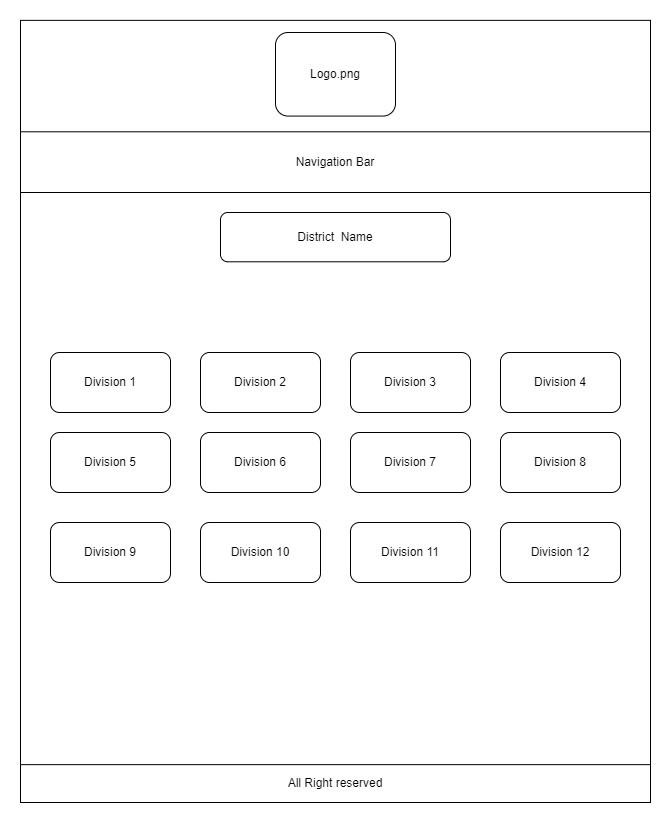 Logo.png
Navigation Bar
District  Name
Division 1
Division 2
Division 3
Division 4
Division 5
Division 6
Division 7
Division 8
Division 9
Division 10
Division 11
Division 12
All Right reserved